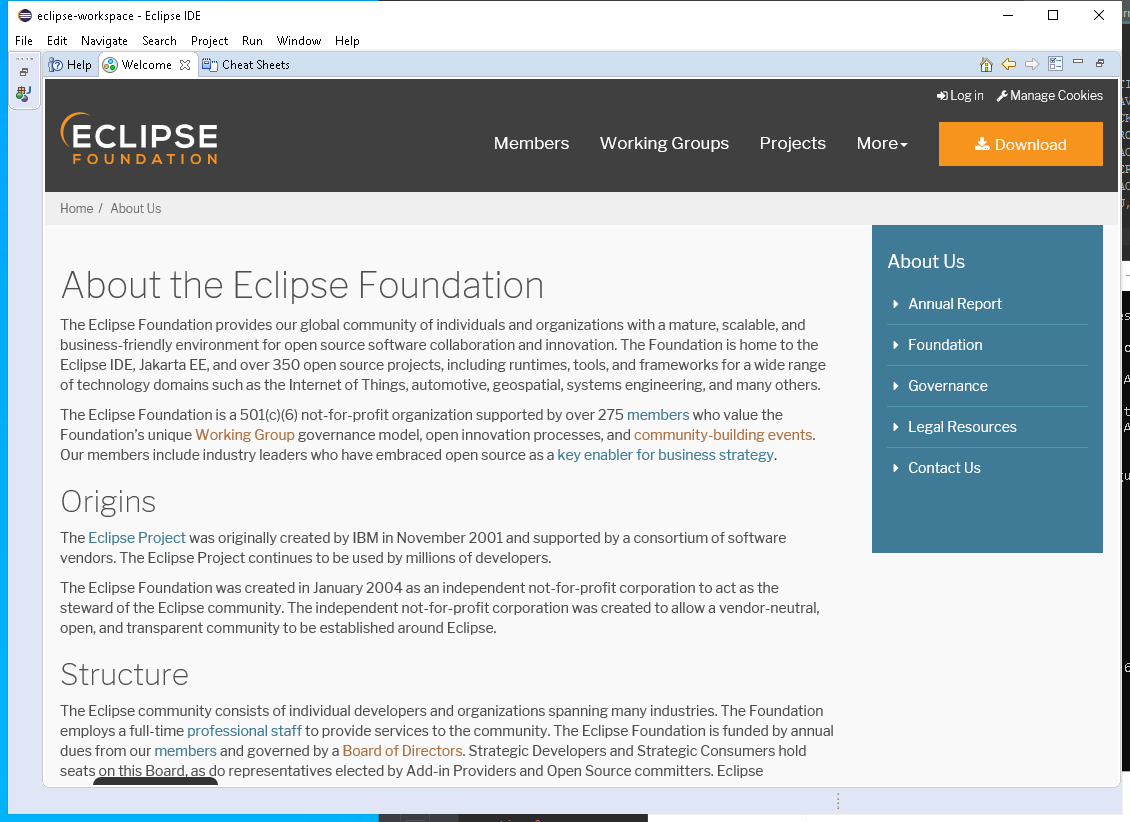 eclipse-workspace - Eclipse IDE
File Edit Navigate Search Project Run Window Help
Help Welcome Cheat Sheets
Log in Manage Cookies
ECLIPSE
FOUNDATION
Members Working Groups Projects More Download
Home / About Us
About the Eclipse Foundation
The Eclipse Foundation provides our global community of individuals and organizations with a mature, scalable, and
business-friendly environment for open source software collaboration and innovation. The Foundation is home to the
Eclipse IDE, Jakarta EE, and over 350 open source projects, including runtimes, tools, and frameworks for a wide range
of technology domains such as the Internet of Things, automotive, geospatial, systems engineering, and many others.
The Eclipse Foundation is a 501(c)(6) not-for-profit organization supported by over 275 members who value the
Foundation’s unique Working Group governance model, open innovation processes, and community-building events.
Our members include industry leaders who have embraced open source as a key enabler for business strategy.
Origins
The Eclipse Project was originally created by IBM in November 2001 and supported by a consortium of software
vendors. The Eclipse Project continues to be used by millions of developers.
The Eclipse Foundation was created in January 2004 as an independent not-for-profit corporation to act as the
steward of the Eclipse community. The independent not-for-profit corporation was created to allow a vendor-neutral,
open, and transparent community to be established around Eclipse.
Structure
The Eclipse community consists of individual developers and organizations spanning many industries. The Foundation
employs a full-time professional staff to provide services to the community. The Eclipse Foundation is funded by annual
dues from our members and governed by a Board of Directors. Strategic Developers and Strategic Consumers hold
seats on this Board, as do representatives elected by Add-in Providers and Open Source committers. Eclipse
About Us
Annual Report
Foundation
Governance
Legal Resources
Contact Us